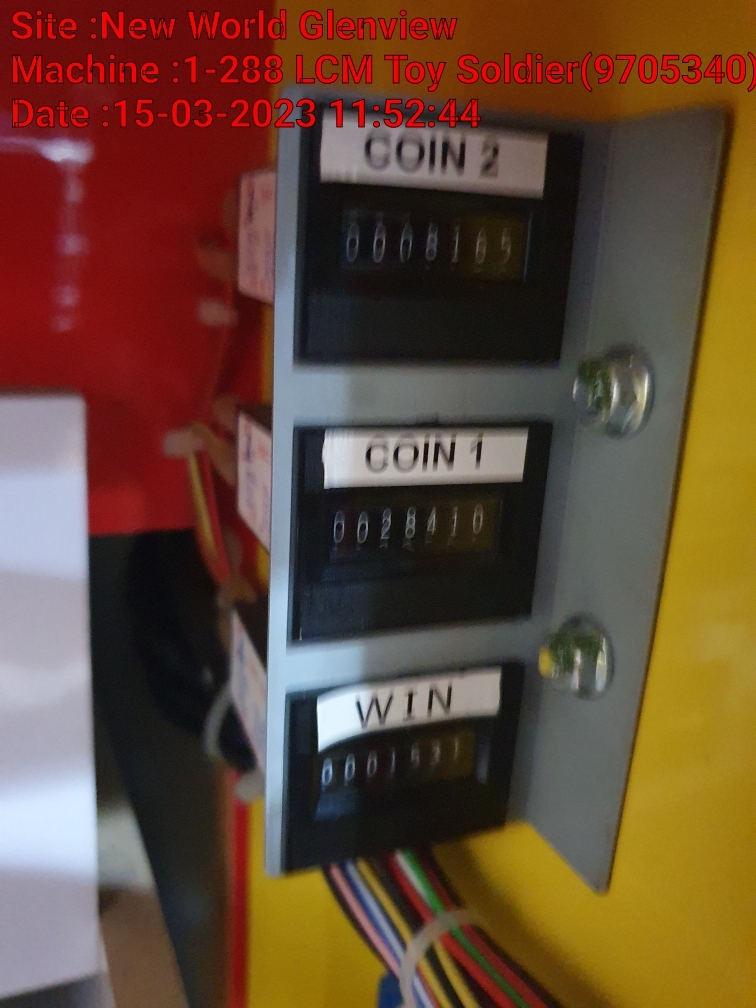 Site :New World Glenview
Machine :1-288 LCM Toy Soldier(9705340)
Date :15-03-2023 11:52:44
COIN 2
0008165
COIN 1
0028410
WIN